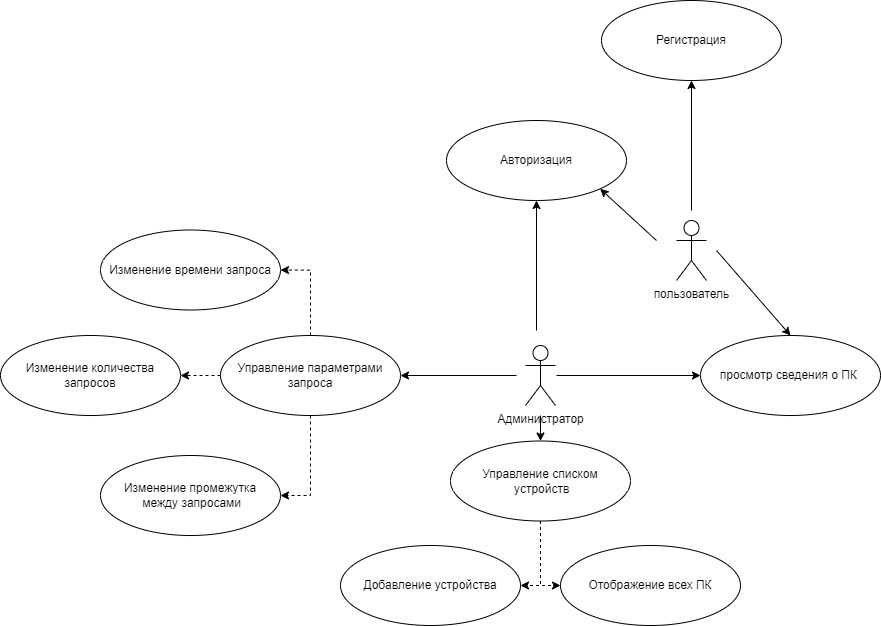 Регистрация
Авторизация
пользователь
Изменение времени запроса
Изменение количества
запросов
Управление параметрами
запроса
просмотр сведения о ПК
Администратор
Управление списком
устройств
Изменение промежутка
между запросами
Добавление устройства
Отображение всех ПК